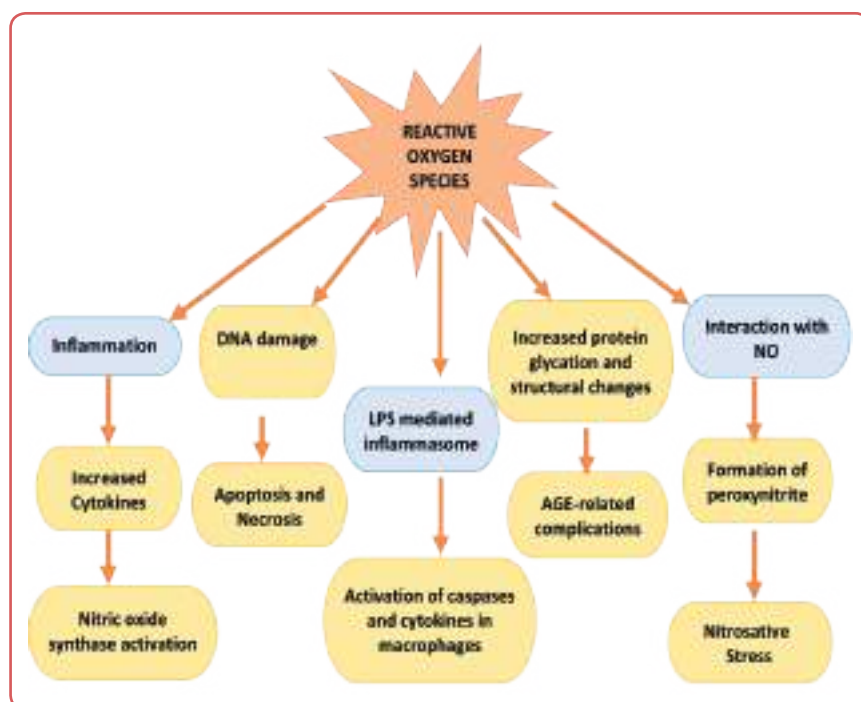 REACTIVE
OXYGEN
SPECIES
Inflammation
DNA damage
LPS mediated
inflammasome
Increased protein
glycation and
structural changes
Interaction with
NO
Increased
Cytokines
Apoptosis and
Necrosis
AGE-related
complications
Formation of
peroxynitrite
Nitric oxide
synthase activation
Activation of caspases
and cytokines in
macrophages
Nitrosative
Stress